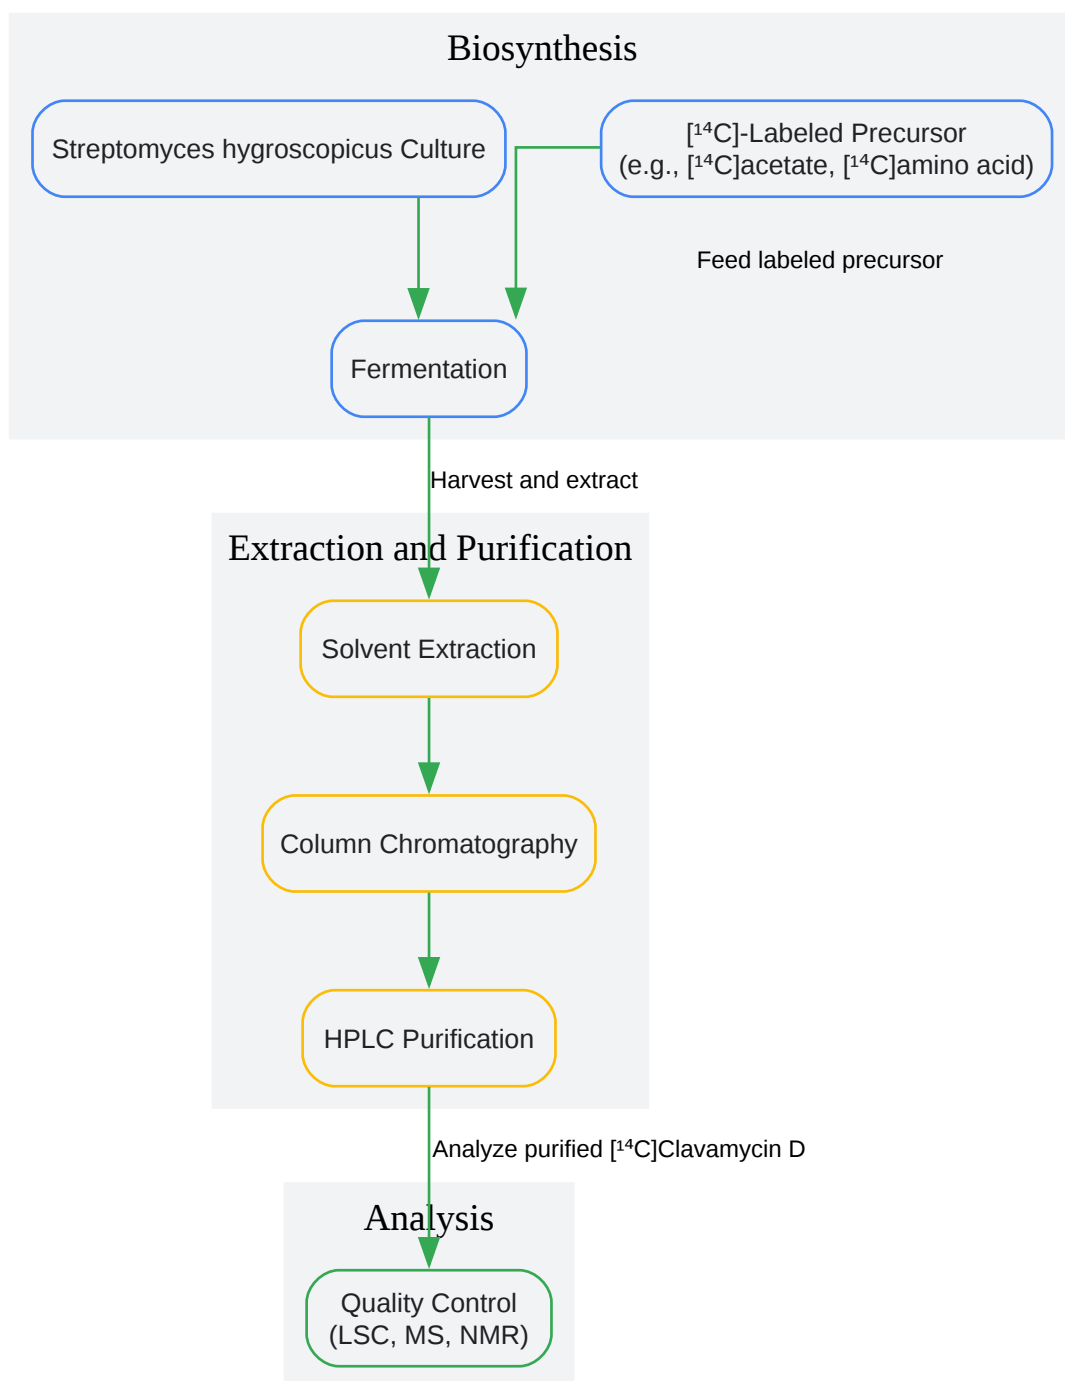 Biosynthesis
Streptomyces hygroscopicus Culture
[¹⁴C]-Labeled Precursor
(e.g., [¹⁴C]acetate, [¹⁴C]amino acid)
Feed labeled precursor
Fermentation
Harvest and extract
Extraction and Purification
Solvent Extraction
Column Chromatography
HPLC Purification
Analyze purified [¹⁴C]Clavamycin D
Analysis
Quality Control
(LSC, MS, NMR)